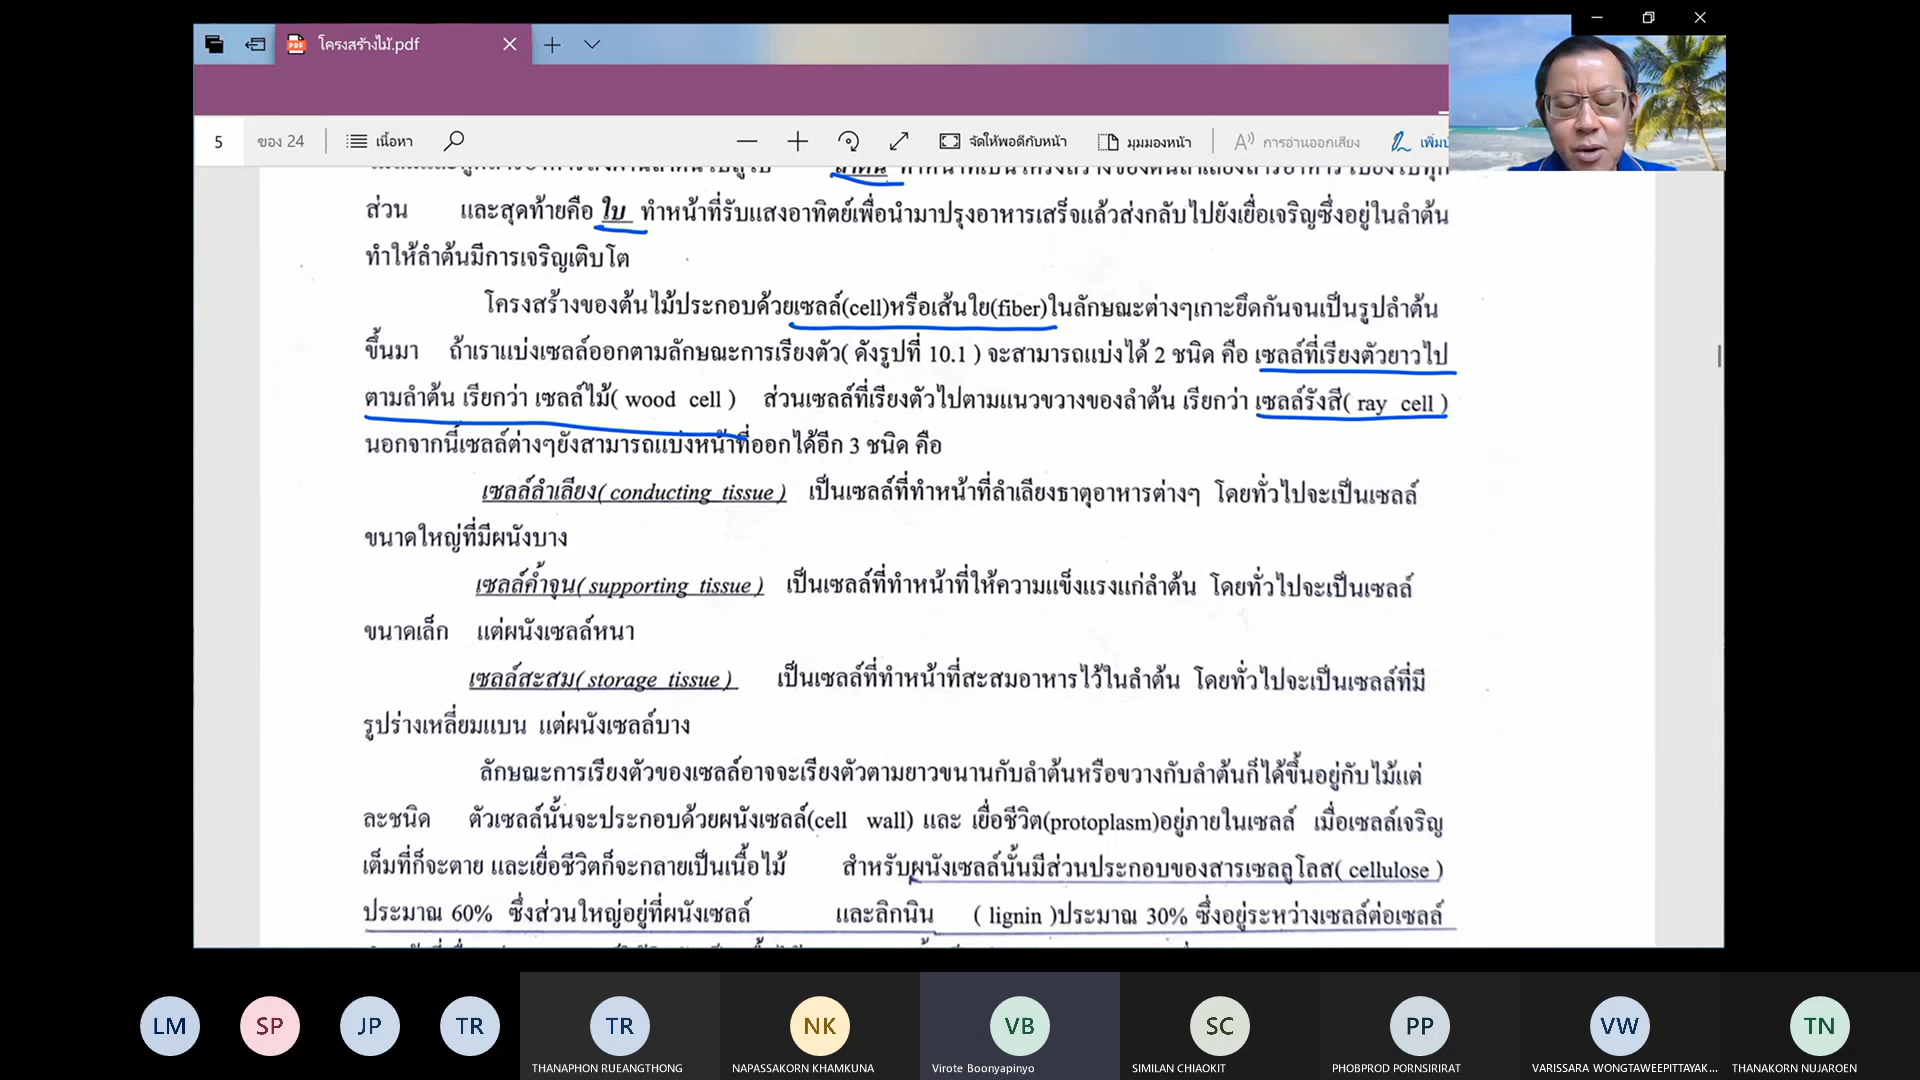 โครงสร้างไม้.pdf
5 ของ 24 เนื้อหา จัดให้พอดีกับหน้า มุมมองหน้า การอ่านออกเสียง
ส่วน และสุดท้ายคือ ใบ ทำหน้าที่รับแสงอาทิตย์เพื่อนำมาปรุงอาหารเสร็จแล้วส่งกลับไปยังเยื่อเจริญซึ่งอยู่ในลำต้น
ทำให้ลำต้นมีการเจริญเติบโต
โครงสร้างของต้นไม้ประกอบด้วยเซลล์(cell)หรือเส้นใย(fiber)ในลักษณะต่างๆเกาะยึดกันจนเป็นรูปลำต้น
ขึ้นมา ถ้าเราแบ่งเซลล์ออกตามลักษณะการเรียงตัว( ดังรูปที่ 10.1 ) จะสามารถแบ่งได้ 2 ชนิด คือ เซลล์ที่เรียงตัวยาวไป
ตามลำต้น เรียกว่า เซลล์ไม้( wood cell ) ส่วนเซลล์ที่เรียงตัวไปตามแนวขวางของลำต้น เรียกว่า เซลล์รังสี( ray cell )
นอกจากนี้เซลล์ต่างๆยังสามารถแบ่งหน้าที่ออกได้อีก 3 ชนิด คือ
เซลล์ลำเลียง( conducting tissue ) เป็นเซลล์ที่ทำหน้าที่ลำเลียงธาตุอาหารต่างๆ โดยทั่วไปจะเป็นเซลล์
ขนาดใหญ่ที่มีผนังบาง
เซลล์ค้ำจุน( supporting tissue ) เป็นเซลล์ที่ทำหน้าที่ให้ความแข็งแรงแก่ลำต้น โดยทั่วไปจะเป็นเซลล์
ขนาดเล็ก แต่ผนังเซลล์หนา
เซลล์สะสม( storage tissue ) เป็นเซลล์ที่ทำหน้าที่สะสมอาหารไว้ในลำต้น โดยทั่วไปจะเป็นเซลล์ที่มี
รูปร่างเหลี่ยมแบน แต่ผนังเซลล์บาง
ลักษณะการเรียงตัวของเซลล์อาจจะเรียงตัวตามยาวขนานกับลำต้นหรือขวางกับลำต้นก็ได้ขึ้นอยู่กับไม้แต่
ละชนิด ตัวเซลล์นั้นจะประกอบด้วยผนังเซลล์(cell wall) และ เยื่อชีวิต(protoplasm)อยู่ภายในเซลล์ เมื่อเซลล์เจริญ
เต็มที่ก็จะตาย และเยื่อชีวิตก็จะกลายเป็นเนื้อไม้ สำหรับผนังเซลล์นั้นมีส่วนประกอบของสารเซลลูโลส( cellulose )
ประมาณ 60% ซึ่งส่วนใหญ่อยู่ที่ผนังเซลล์ และลิกนิน ( lignin )ประมาณ 30% ซึ่งอยู่ระหว่างเซลล์ต่อเซลล์
LM SP JP TR TR NK VB SC PP VW TN
THANAPHON RUEANGTHONG NAPASSAKORN KHAMKUNA Virote Boonyapinyo SIMILAN CHIAOKIT PHOBPROD PORNSIRIRAT VARISSARA WONGTAWEEPITTAYAK... THANAKORN NUJAROEN